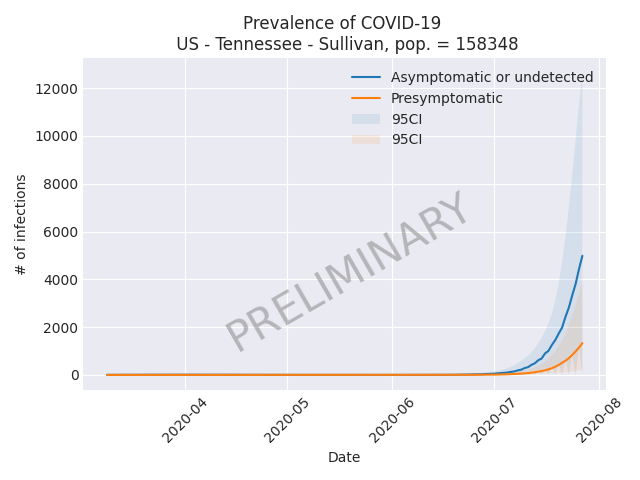 Prevalence of COVID-19
US - Tennessee - Sullivan, pop. = 158348
Asymptomatic or undetected
Presymptomatic
95CI
95CI
12000
10000
8000
6000
4000
2000
0
# of infections
PRELIMINARY
2020-04
2020-05
2020-06
2020-07
2020-08
Date